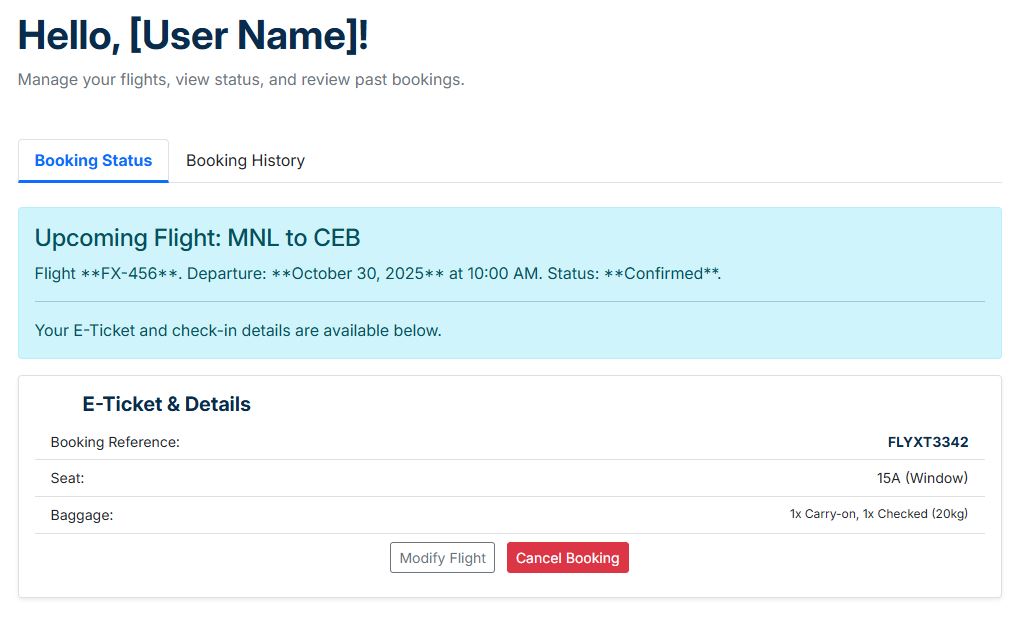 Hello, [User Name]!
Manage your flights, view status, and review past bookings.
Booking Status Booking History
Upcoming Flight: MNL to CEB
Flight **FX-456**. Departure: **October 30, 2025** at 10:00 AM. Status: **Confirmed**.
Your E-Ticket and check-in details are available below.
E-Ticket & Details
Booking Reference: FLYXT3342
Seat: 15A (Window)
Baggage: 1x Carry-on, 1x Checked (20kg)
Modify Flight Cancel Booking